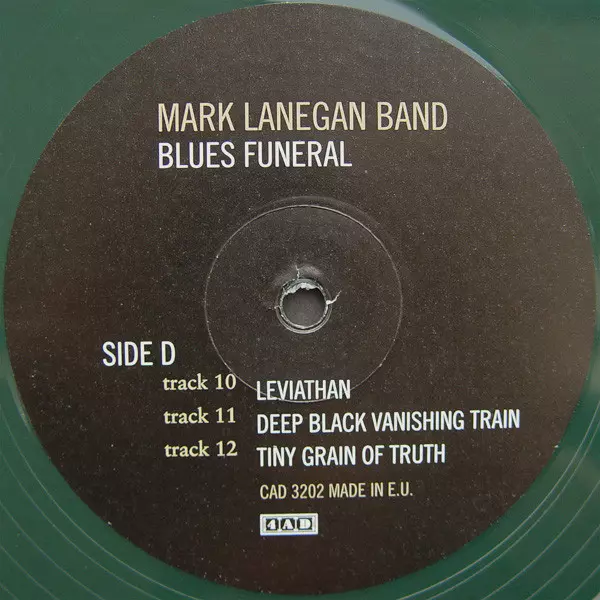 MARK LANEGAN BAND
BLUES FUNERAL
SIDE D
track 10 LEVIATHAN
track 11 DEEP BLACK VANISHING TRAIN
track 12 TINY GRAIN OF TRUTH
CAD 3202 MADE IN E.U.
4AD